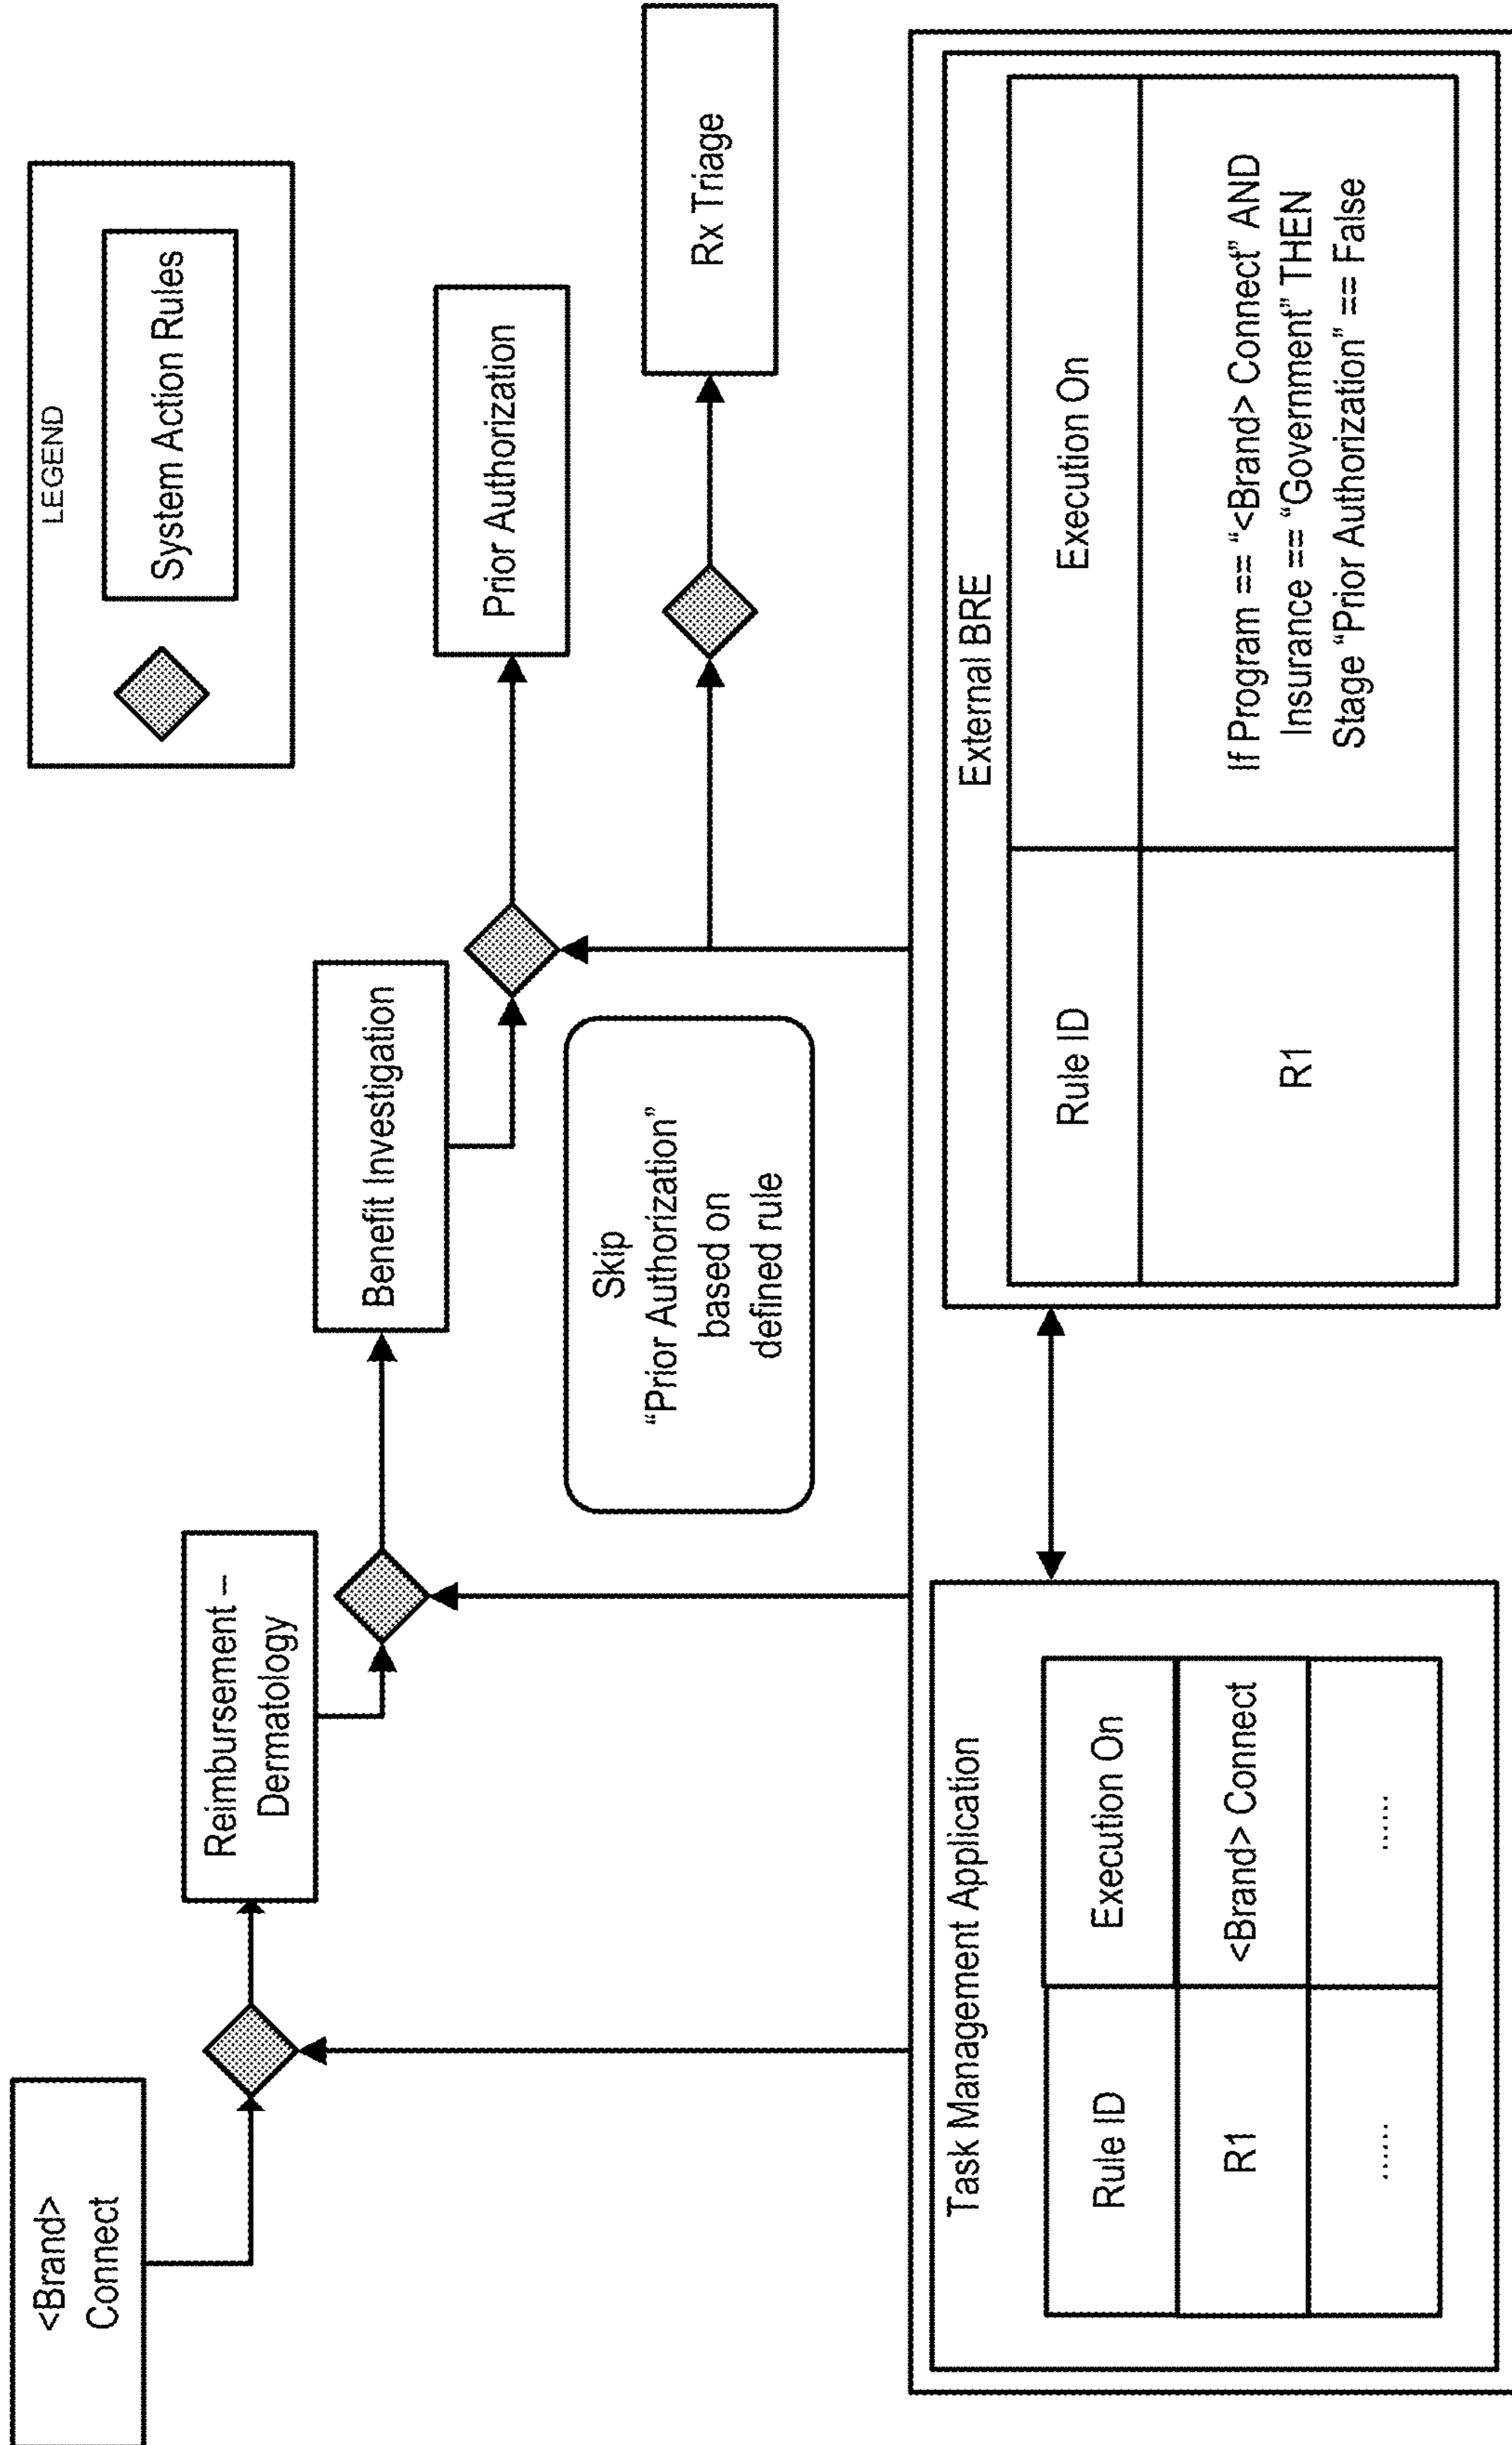 LEGEND
System Action Rules
<Brand>
Connect
Reimbursement –
Dermatology
Benefit Investigation
Prior Authorization
Rx Triage
Skip
“Prior Authorization”
based on
defined rule
Task Management Application
Rule ID
Execution On
R1
<Brand> Connect
......
......
External BRE
Rule ID
Execution On
R1
If Program == “<Brand> Connect” AND
Insurance == “Government” THEN
Stage “Prior Authorization” == False